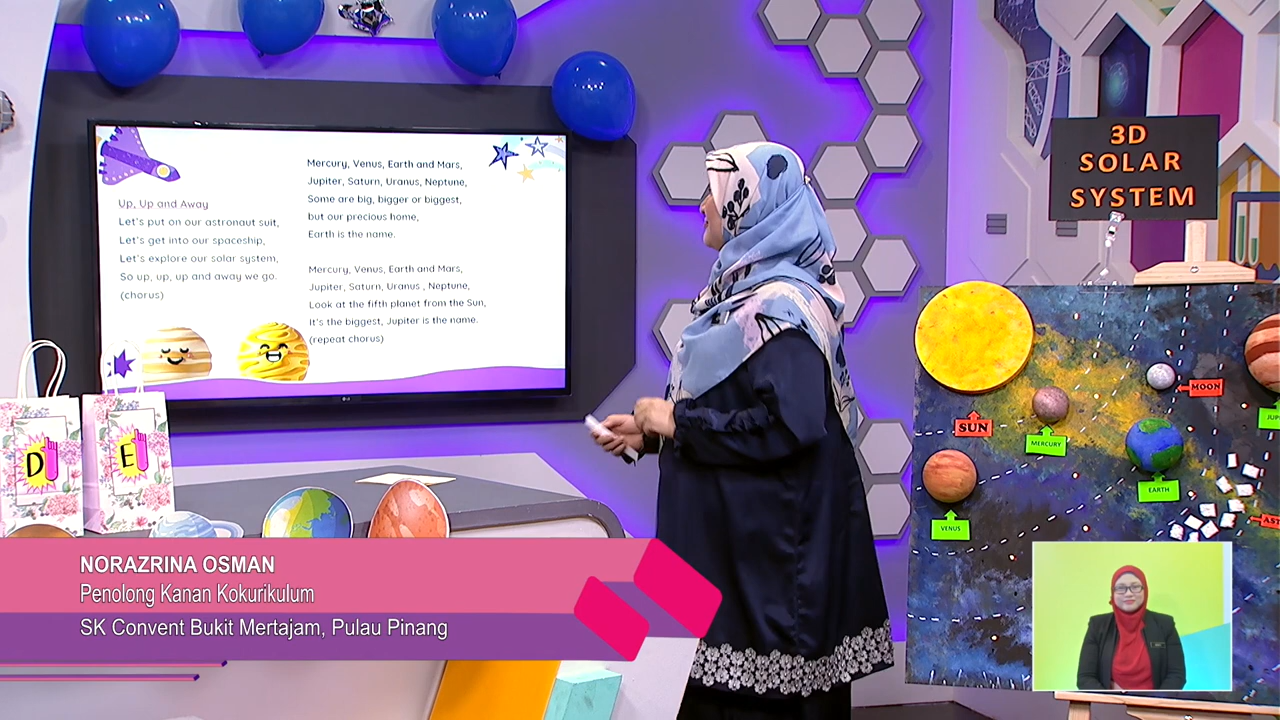 Up, Up and Away
Let's put on our astronaut suit,
Let's get into our spaceship,
Let's explore our solar system,
So up, up, up and away we go.
(chorus)
Mercury, Venus, Earth and Mars,
Jupiter, Saturn, Uranus, Neptune,
Some are big, bigger or biggest,
but our precious home,
Earth is the name.
Mercury, Venus, Earth and Mars,
Jupiter, Saturn, Uranus , Neptune,
Look at the fifth planet from the Sun,
It's the biggest, Jupiter is the name.
(repeat chorus)
LG
3D
SOLAR
SYSTEM
MOON
SUN
MERCURY
EARTH
VENUS
D
E
NORAZRINA OSMAN
Penolong Kanan Kokurikulum
SK Convent Bukit Mertajam, Pulau Pinang